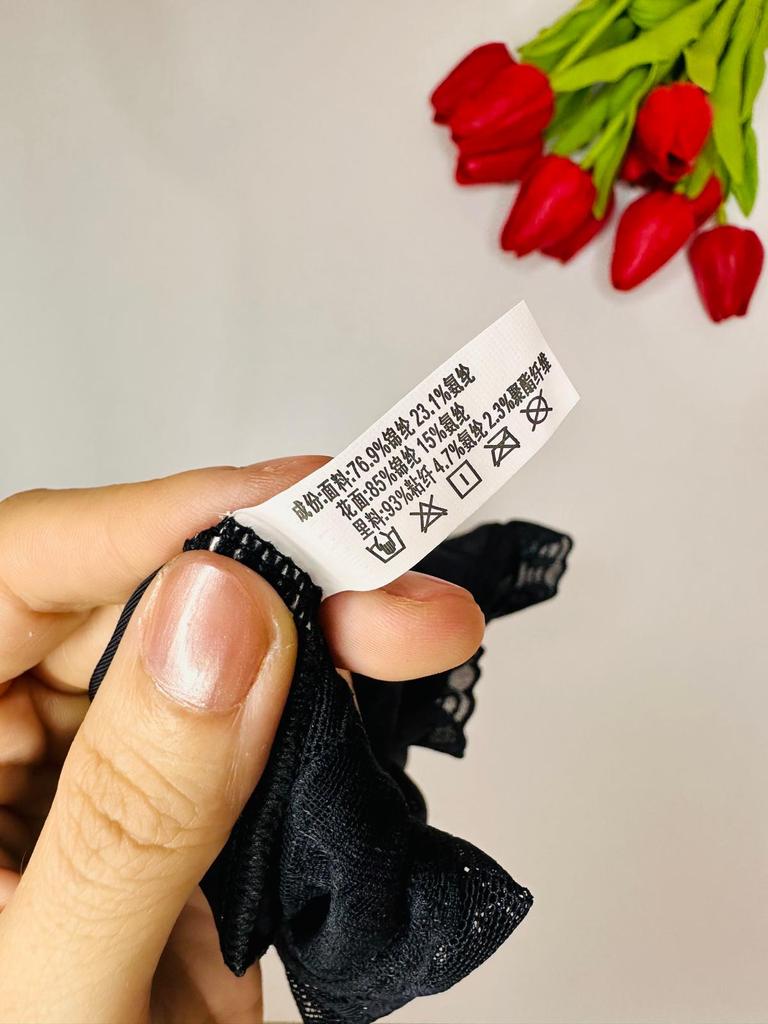 成份:面料:76.9%锦纶 23.1%氨纶
花面:85%锦纶 15%氨纶
里料:93%粘纤 4.7%氨纶 2.3%聚酯纤维